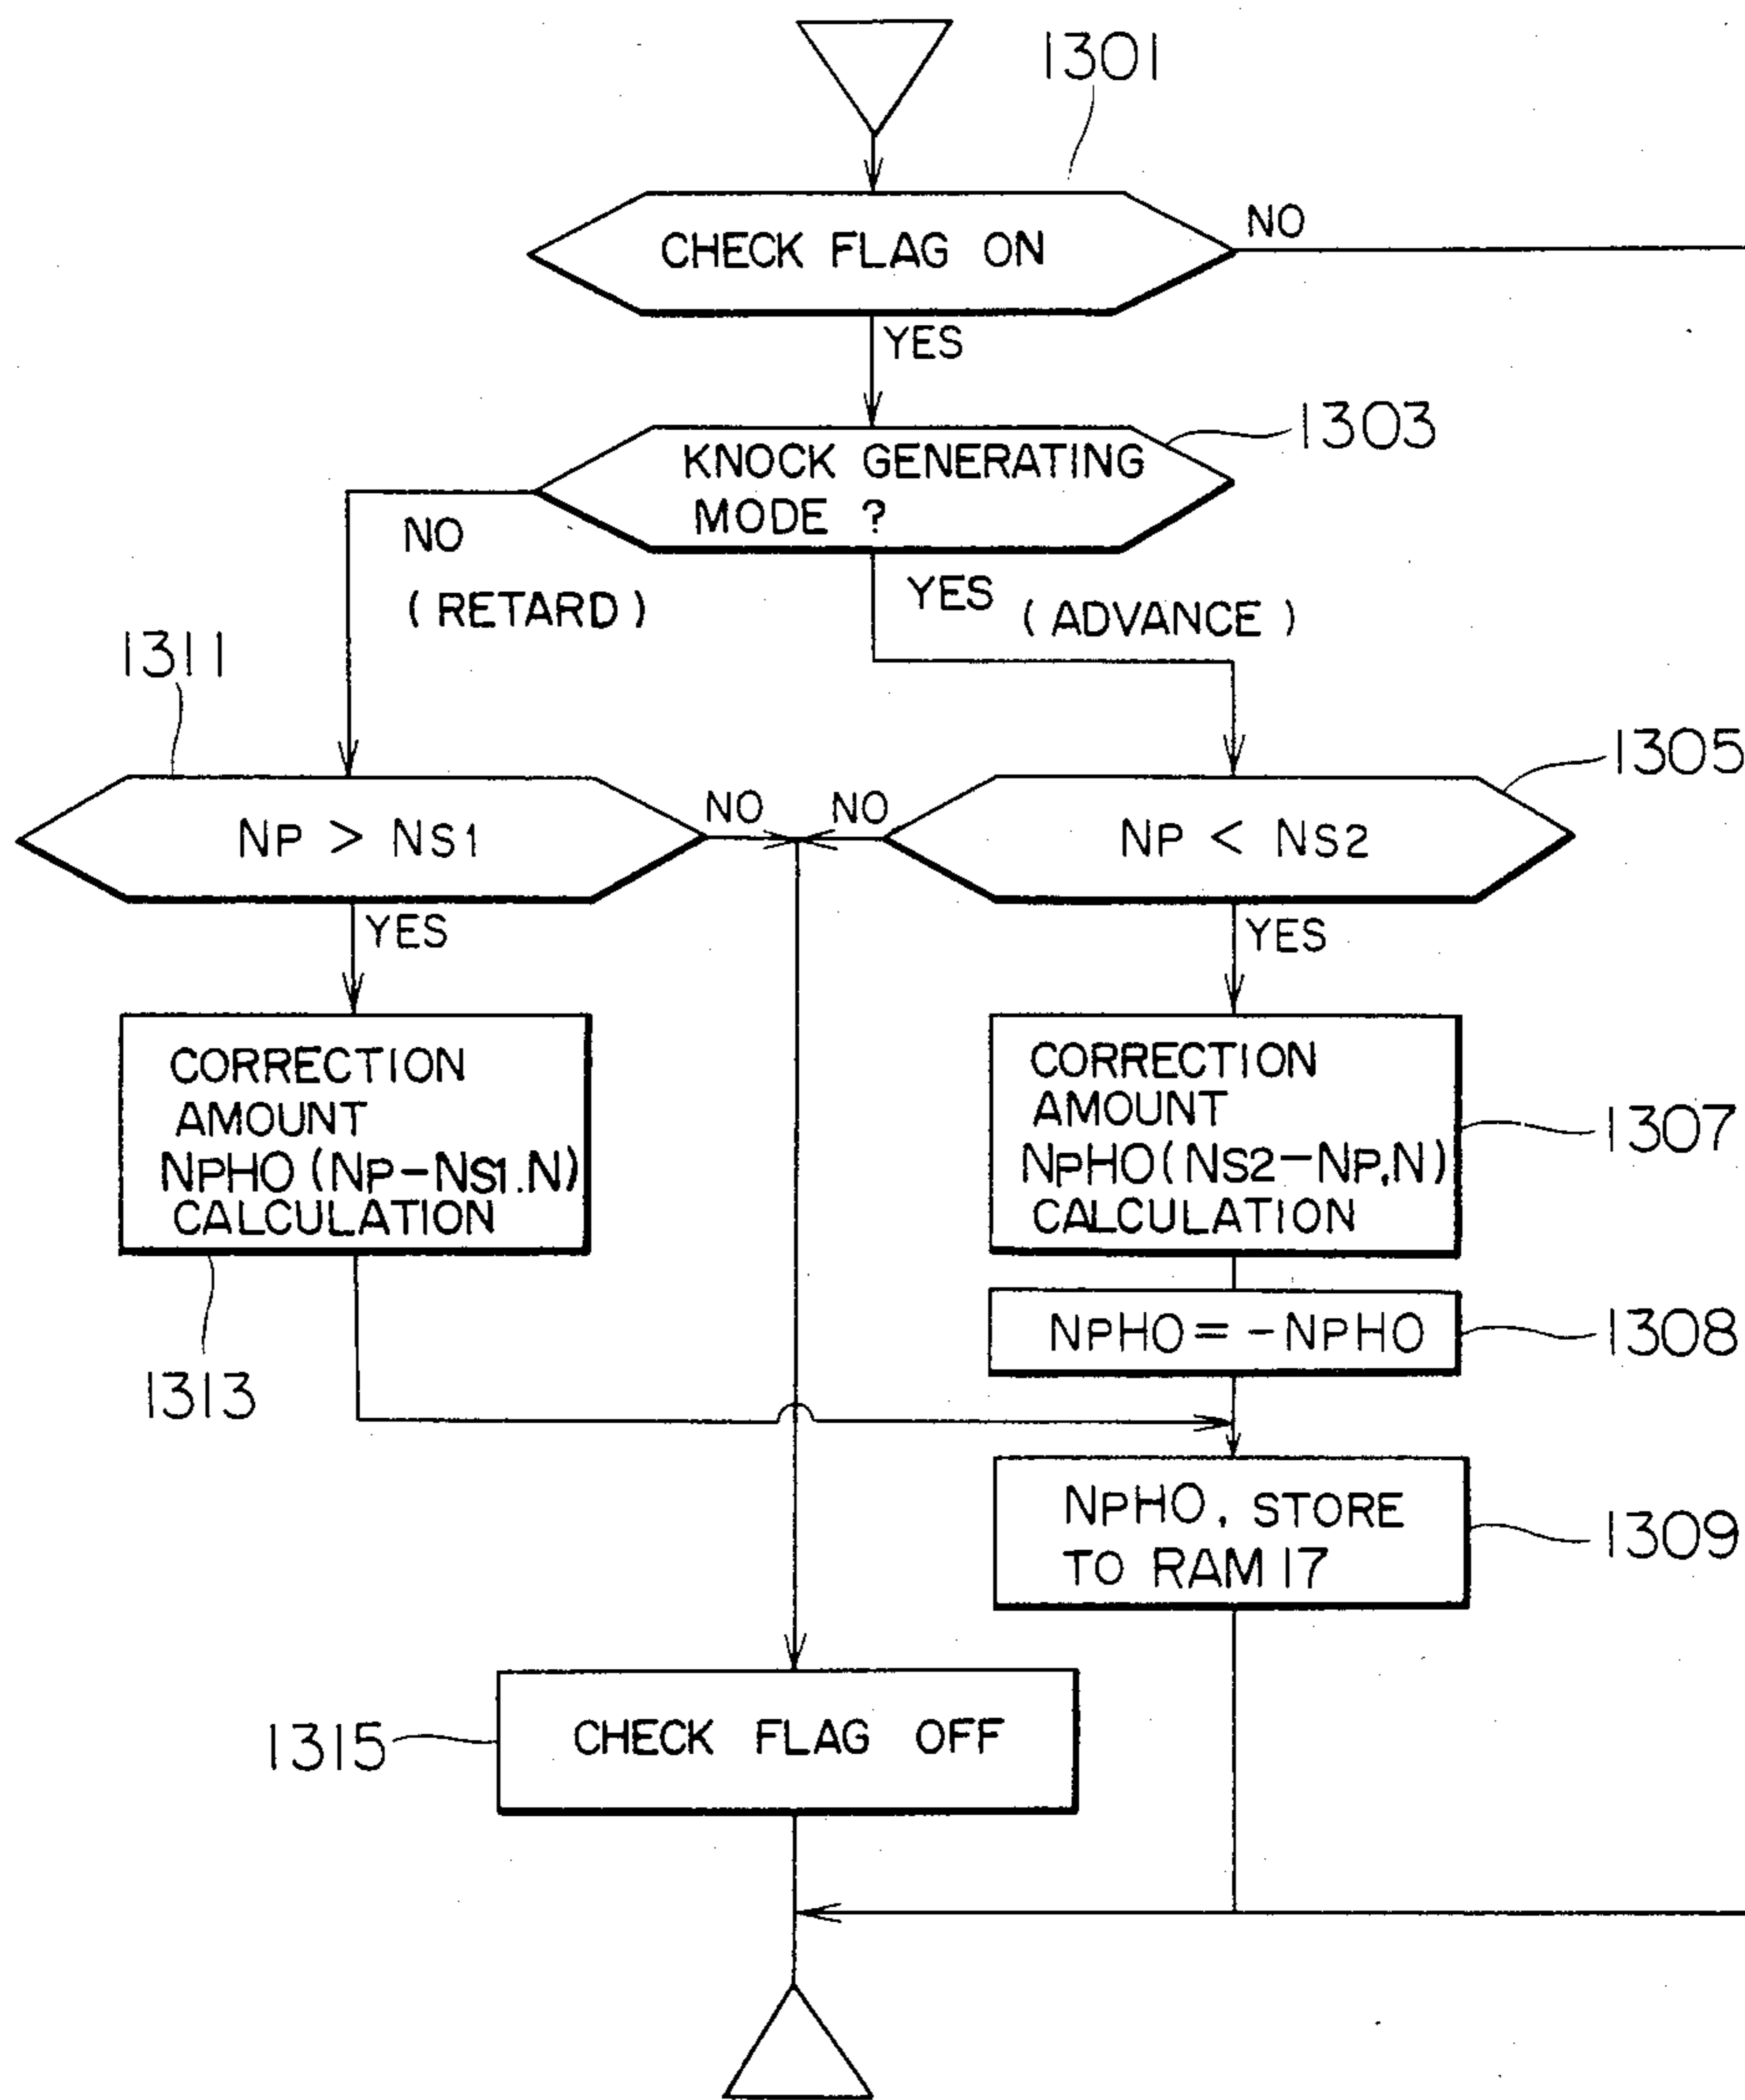 1301
CHECK FLAG ON
NO
YES
1303
KNOCK GENERATING
MODE ?
NO
(RETARD)
YES
(ADVANCE)
1311
1305
NP > NS1
NO
NO
NP < NS2
YES
YES
CORRECTION
AMOUNT
NPHO (NP-NS1.N)
CALCULATION
CORRECTION
AMOUNT
NPHO(NS2-NP,N)
CALCULATION
1307
NPHO = -NPHO
1308
1313
NPHO, STORE
TO RAM 17
1309
1315
CHECK FLAG OFF